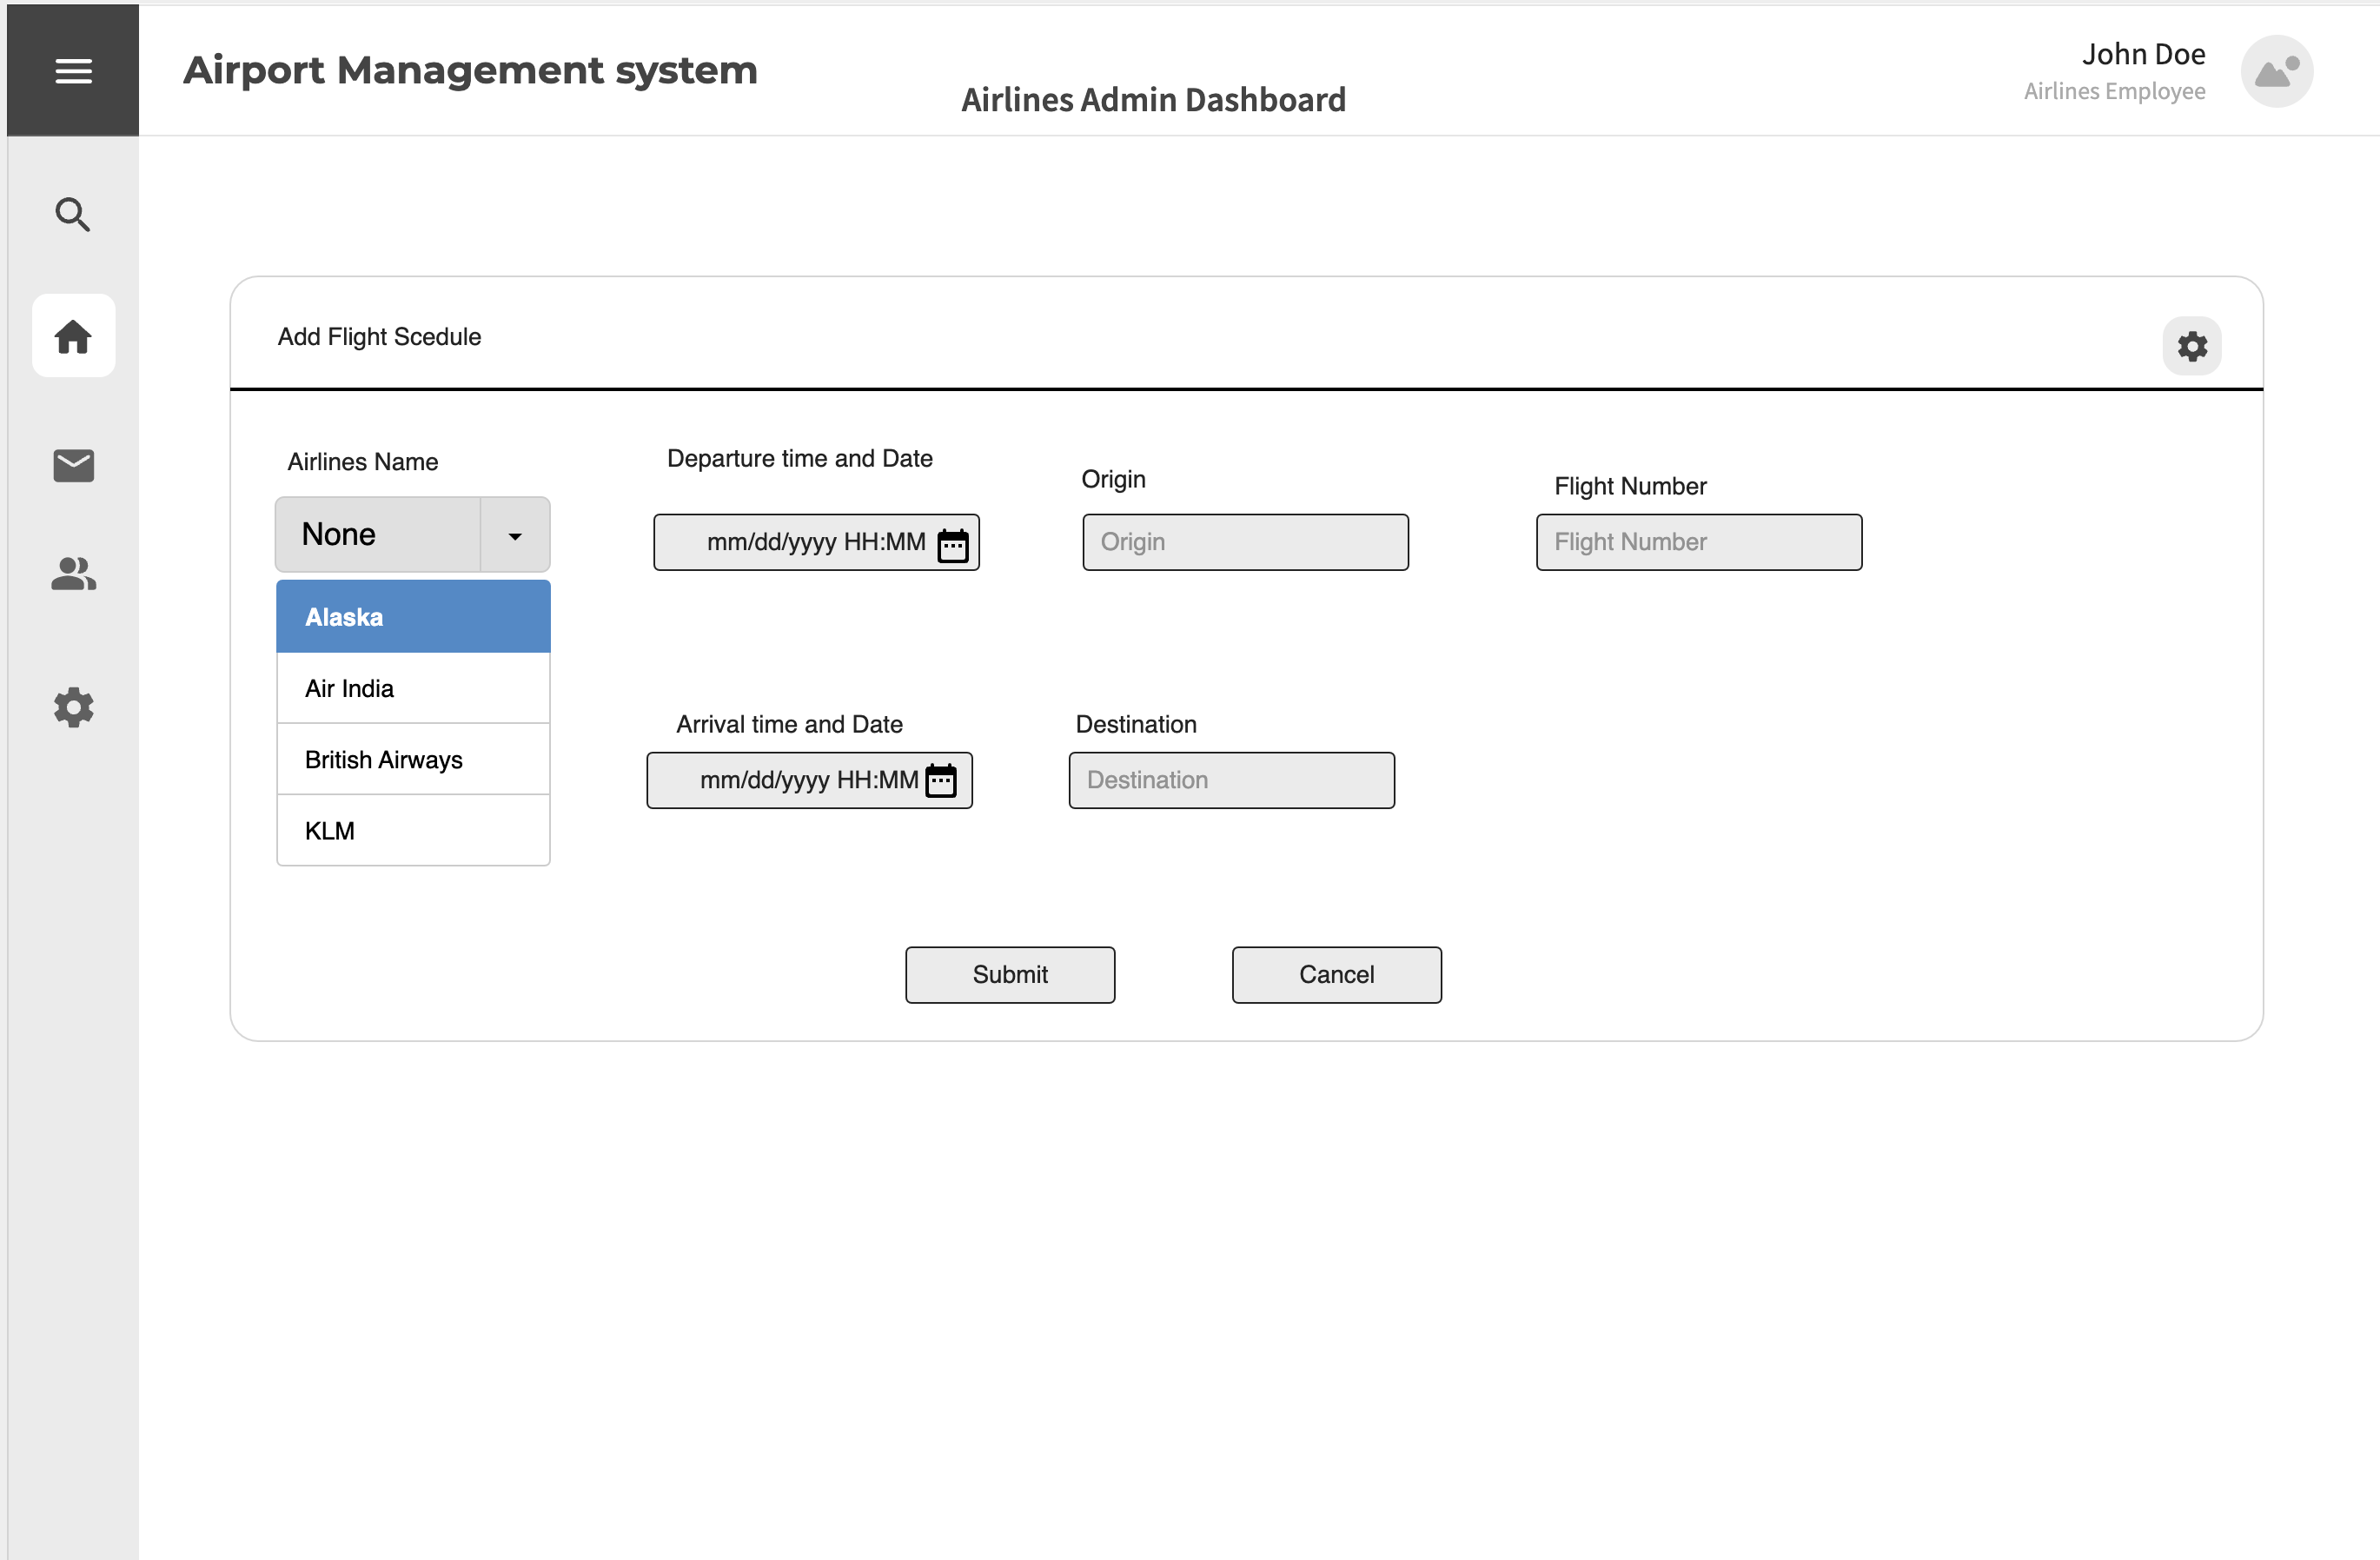 Airport Management system
Airlines Admin Dashboard
John Doe
Airlines Employee
Add Flight Scedule
Airlines Name
Departure time and Date
Origin
Flight Number
None
mm/dd/yyyy HH:MM
Origin
Flight Number
Alaska
Air India
British Airways
KLM
Arrival time and Date
Destination
mm/dd/yyyy HH:MM
Destination
Submit
Cancel